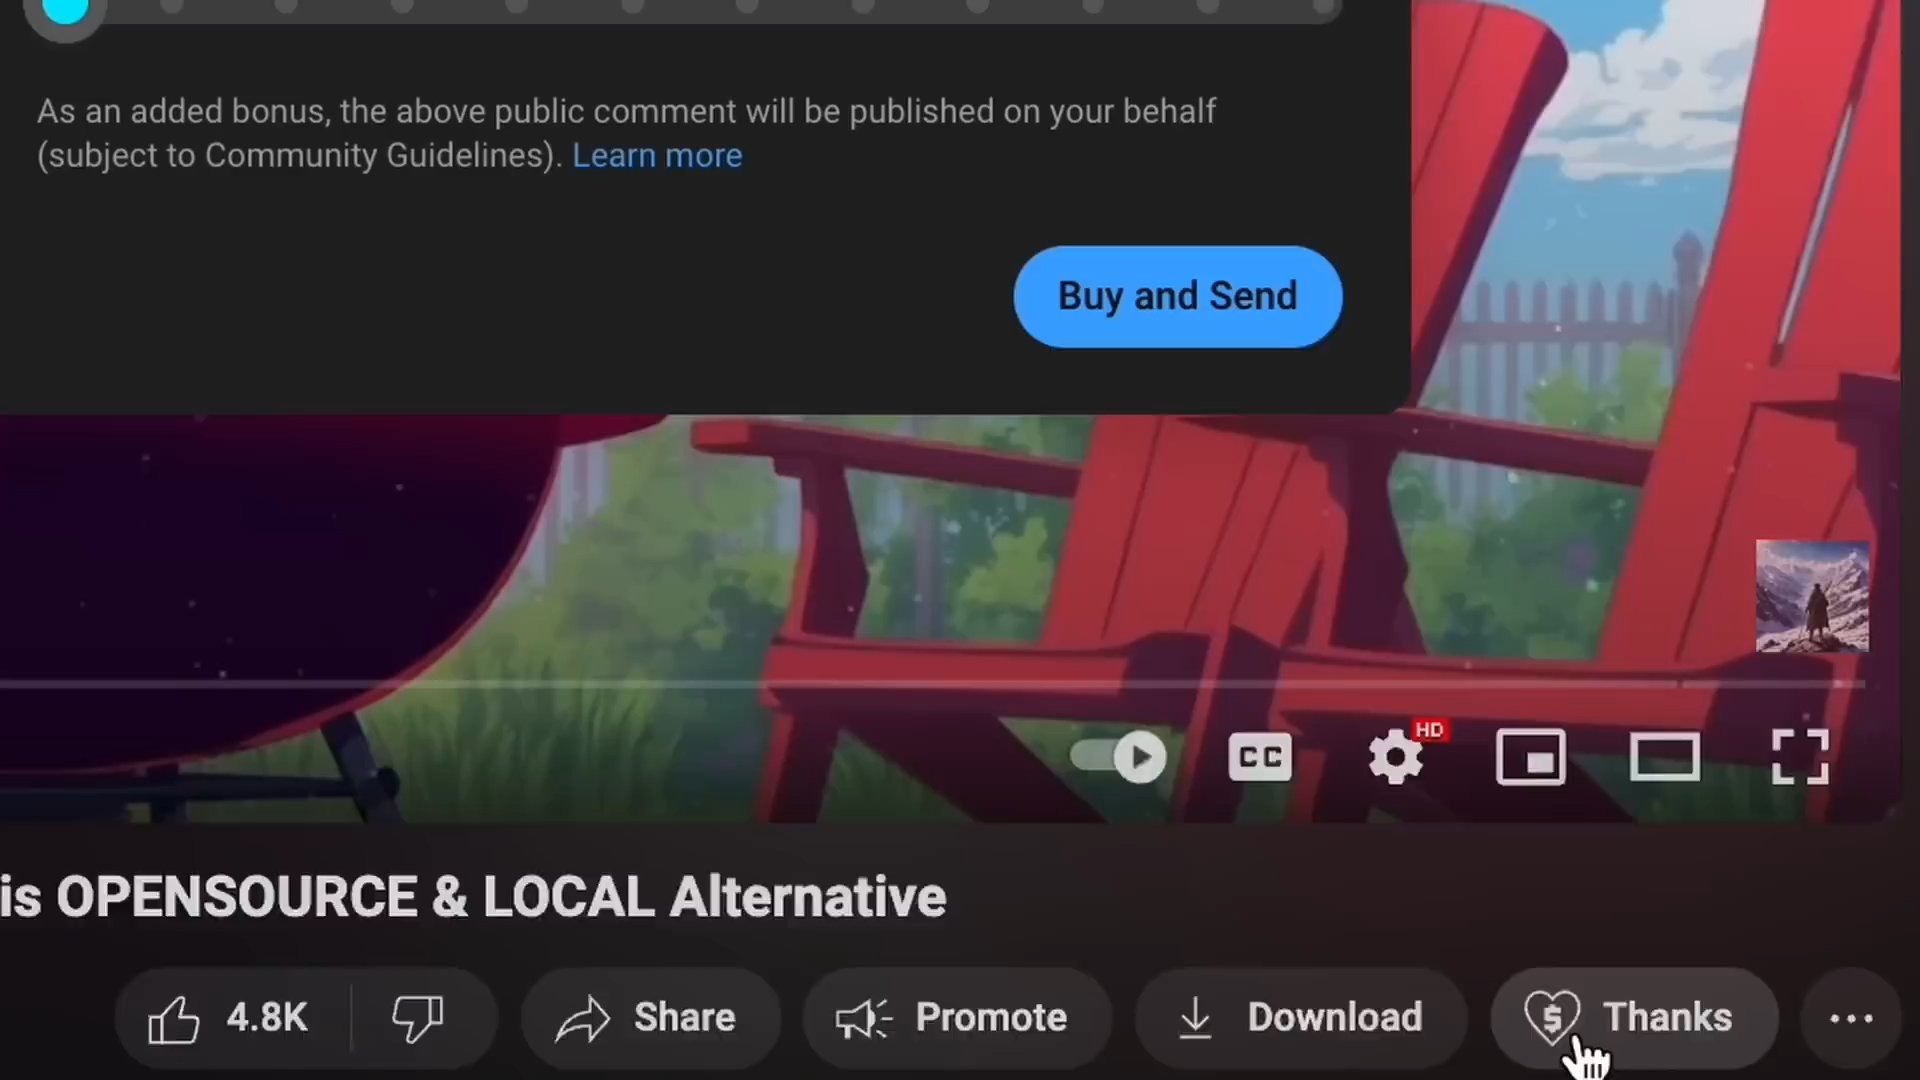 As an added bonus, the above public comment will be published on your behalf
(subject to Community Guidelines). Learn more
Buy and Send
CC
HD
is OPENSOURCE & LOCAL Alternative
4.8K
Share
Promote
Download
$
Thanks